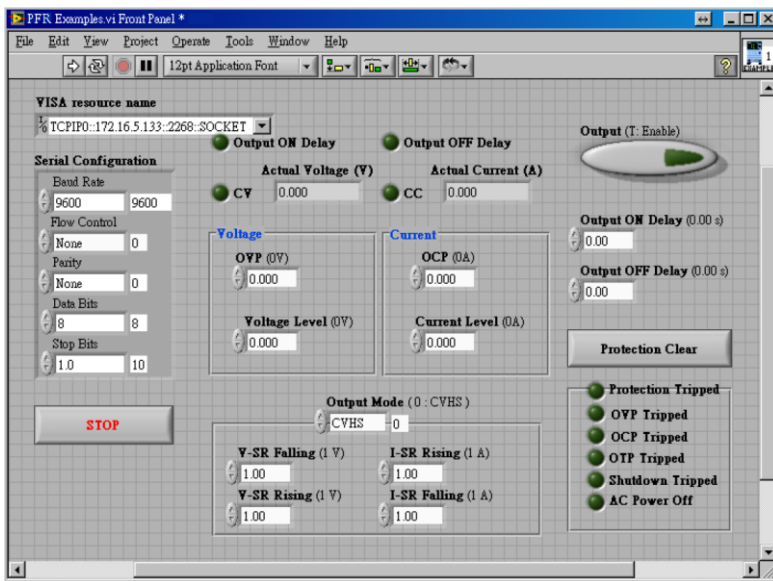 PFR Examples.vi Front Panel *
File Edit View Project Operate Tools Window Help
12pt Application Font
1
EXAMPLE
VISA resource name
TCPIP0::172.16.5.133::2268::SOCKET
Serial Configuration
Baud Rate
9600 9600
Flow Control
None 0
Parity
None 0
Data Bits
8 8
Stop Bits
1.0 10
STOP
Output ON Delay
Output OFF Delay
Actual Voltage (V)
CV 0.000
Actual Current (A)
CC 0.000
Voltage
OVP (0V)
0.000
Voltage Level (0V)
0.000
Current
OCP (0A)
0.000
Current Level (0A)
0.000
Output Mode (0 : CVHS )
CVHS 0
V-SR Falling (1 V)
1.00
I-SR Rising (1 A)
1.00
V-SR Rising (1 V)
1.00
I-SR Falling (1 A)
1.00
Output (T: Enable)
Output ON Delay (0.00 s)
0.00
Output OFF Delay (0.00 s)
0.00
Protection Clear
Protection Tripped
OVP Tripped
OCP Tripped
OTP Tripped
Shutdown Tripped
AC Power Off